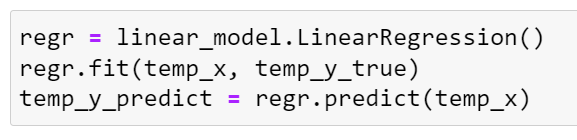 regr = linear_model.LinearRegression()
regr.fit(temp_x, temp_y_true)
temp_y_predict = regr.predict(temp_x)